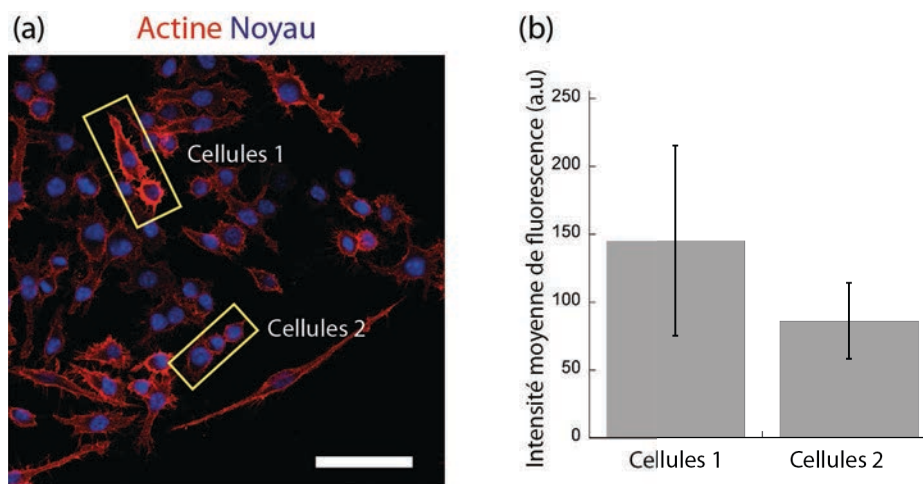 (a) Actine Noyau
Cellules 1
Cellules 2
(b)
Intensité moyenne de fluorescence (a.u)
250
200
150
100
50
0
Cellules 1 Cellules 2